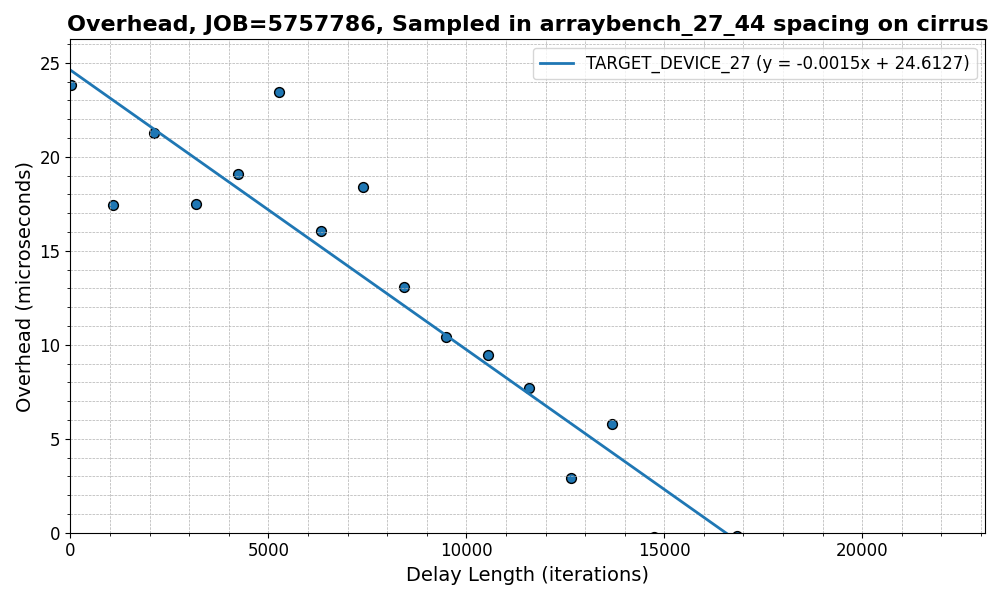 Overhead, JOB=5757786, Sampled in arraybench_27_44 spacing on cirrus
TARGET_DEVICE_27 (y = -0.0015x + 24.6127)
Overhead (microseconds)
25
20
15
10
5
0
0 5000 10000 15000 20000
Delay Length (iterations)